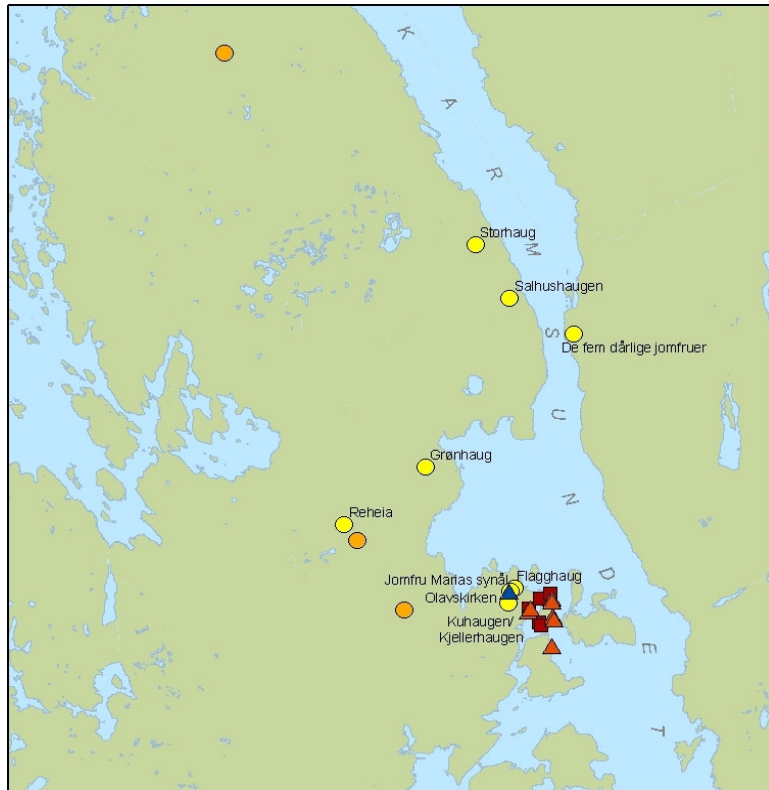 KARMSUNDET
Storhaug
Salhushaugen
De fem dårlige jomfruer
Grønhaug
Reheia
Jomfru Marias synål
Flagghaug
Olavskirken
Kuhaugen/
Kjellerhaugen